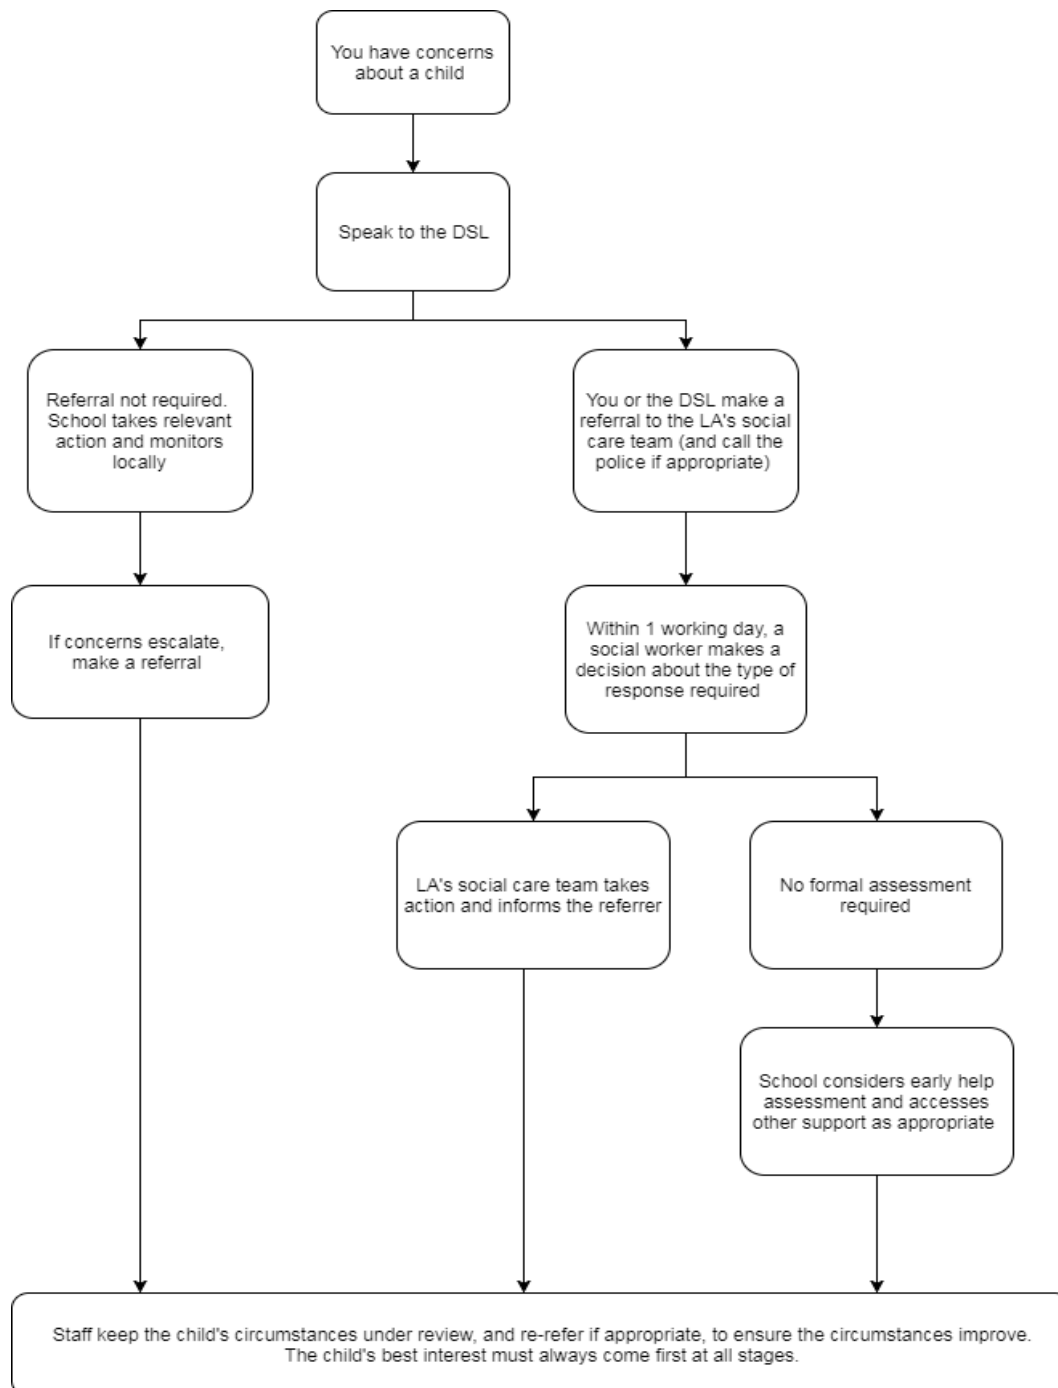 You have concerns
about a child
Speak to the DSL
Referral not required.
School takes relevant
action and monitors
locally
You or the DSL make a
referral to the LA's social
care team (and call the
police if appropriate)
If concerns escalate,
make a referral
Within 1 working day, a
social worker makes a
decision about the type of
response required
LA's social care team takes
action and informs the referrer
No formal assessment
required
School considers early help
assessment and accesses
other support as appropriate
Staff keep the child's circumstances under review, and re-refer if appropriate, to ensure the circumstances improve.
The child's best interest must always come first at all stages.